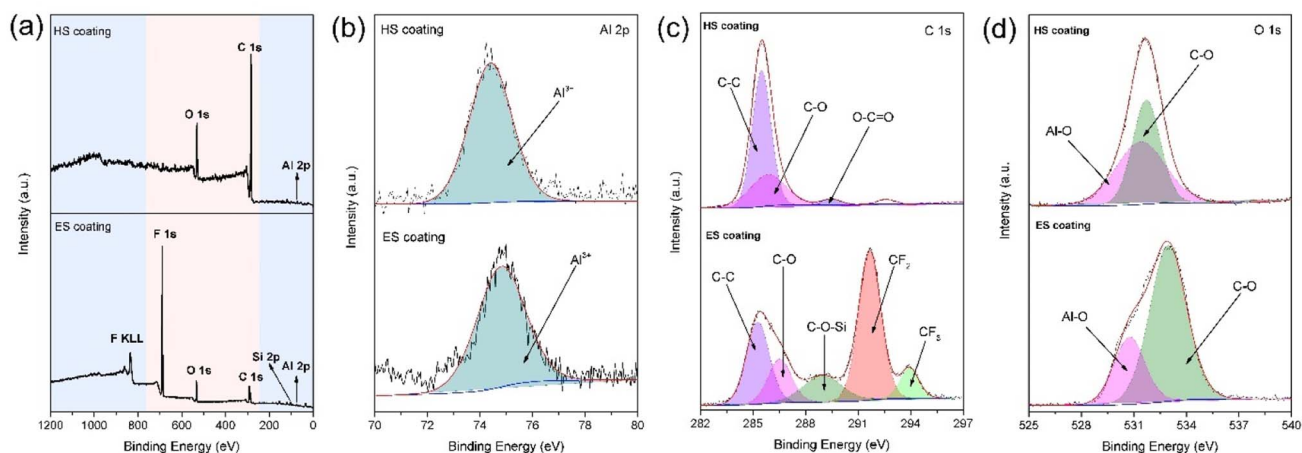 (a)
HS coating
C 1s
O 1s
Al 2p
ES coating
F 1s
F KLL
O 1s
C 1s
Si 2p
Al 2p
Intensity (a.u.)
1200 1000 800 600 400 200 0
Binding Energy (eV)
(b)
HS coating
Al 2p
Al³⁺
ES coating
Al³⁺
Intensity (a.u.)
70 72 74 76 78 80
Binding Energy (eV)
(c)
HS coating
C 1s
C-C
C-O
O-C=O
ES coating
C-C
C-O
C-O-Si
CF₂
CF₃
Intensity (a.u.)
282 285 288 291 294 297
Binding Energy (eV)
(d)
HS coating
O 1s
C-O
Al-O
ES coating
Al-O
C-O
Intensity (a.u.)
525 528 531 534 537 540
Binding Energy (eV)